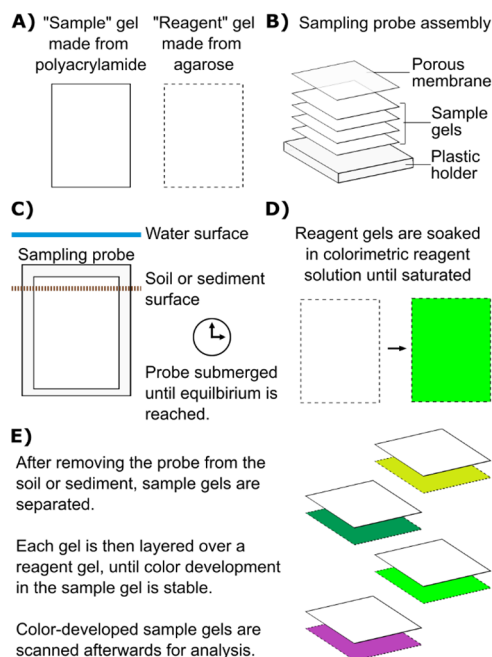 A)
"Sample" gel
made from
polyacrylamide
"Reagent" gel
made from
agarose
B)
Sampling probe assembly
Porous
membrane
Sample
gels
Plastic
holder
C)
Water surface
Sampling probe
Soil or sediment
surface
Probe submerged
until equilbirium is
reached.
D)
Reagent gels are soaked
in colorimetric reagent
solution until saturated
E)
After removing the probe from the
soil or sediment, sample gels are
separated.
Each gel is then layered over a
reagent gel, until color development
in the sample gel is stable.
Color-developed sample gels are
scanned afterwards for analysis.